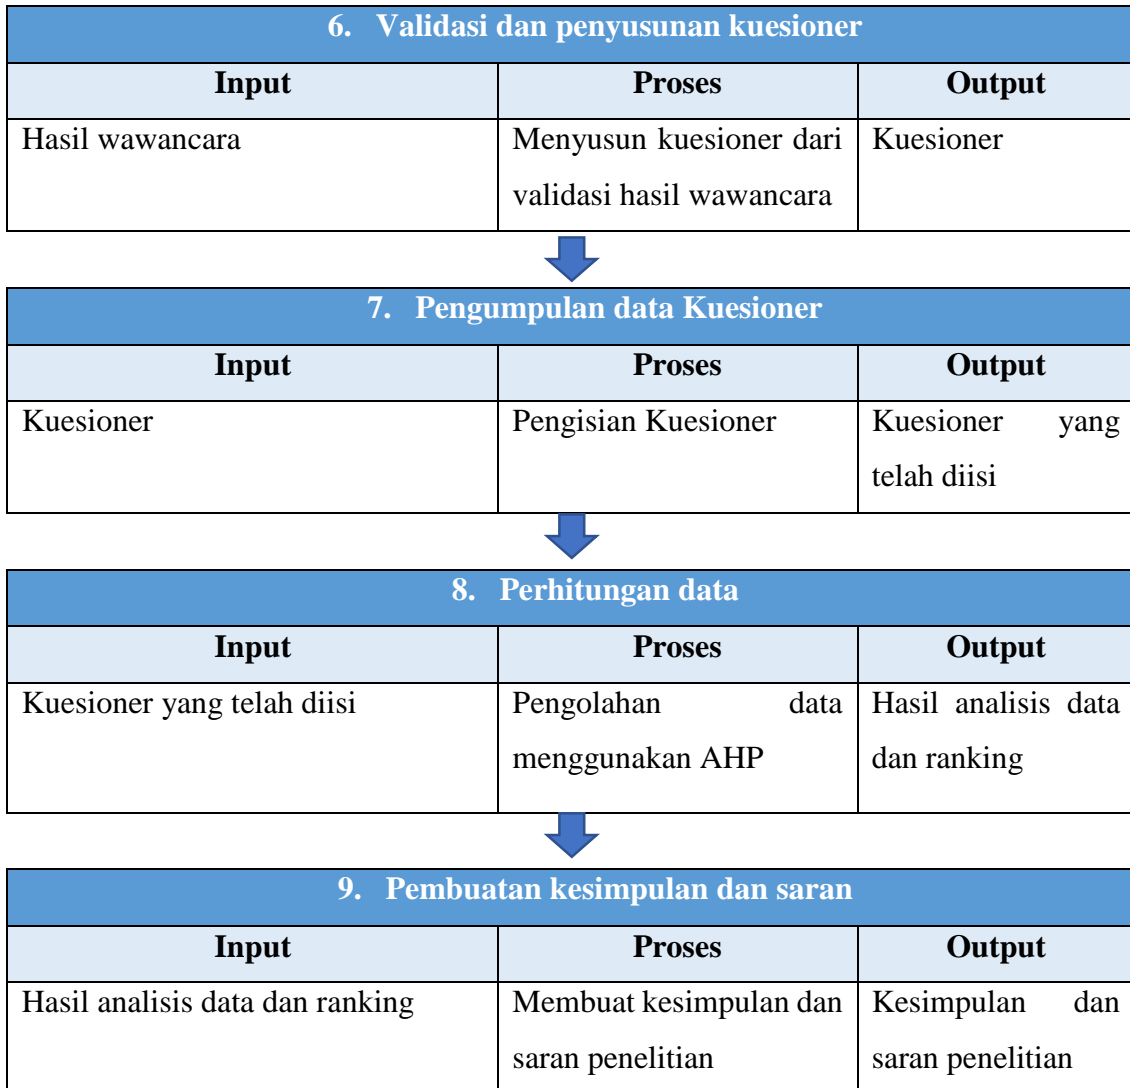 6. Validasi dan penyusunan kuesioner
Input Proses Output
Hasil wawancara
Menyusun kuesioner dari
validasi hasil wawancara
Kuesioner
7. Pengumpulan data Kuesioner
Input Proses Output
Kuesioner
Pengisian Kuesioner
Kuesioner yang
telah diisi
8. Perhitungan data
Input Proses Output
Kuesioner yang telah diisi
Pengolahan data
menggunakan AHP
Hasil analisis data
dan ranking
9. Pembuatan kesimpulan dan saran
Input Proses Output
Hasil analisis data dan ranking
Membuat kesimpulan dan
saran penelitian
Kesimpulan dan
saran penelitian